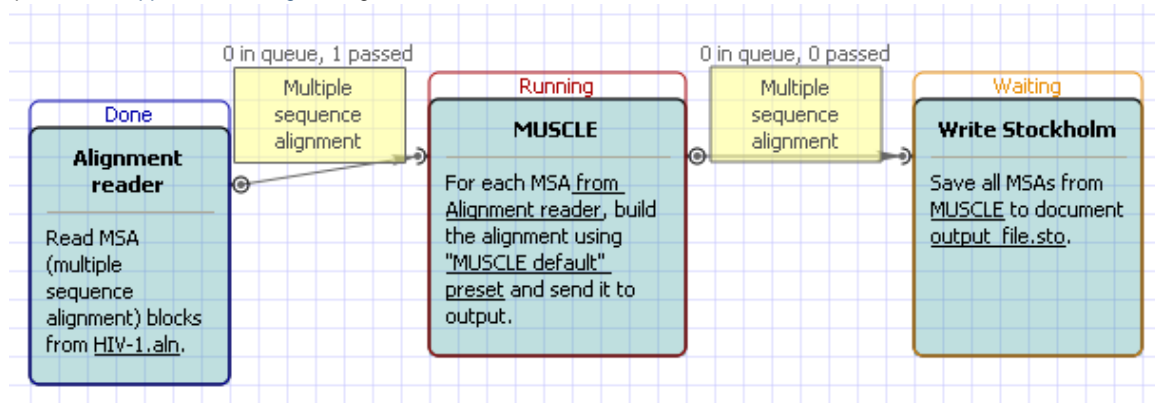 0 in queue, 1 passed
0 in queue, 0 passed
Multiple
sequence
alignment
Multiple
sequence
alignment
Done
Alignment
reader
Read MSA
(multiple
sequence
alignment) blocks
from HIV-1.aln.
Running
MUSCLE
For each MSA from
Alignment reader, build
the alignment using
"MUSCLE default"
preset and send it to
output.
Waiting
Write Stockholm
Save all MSAs from
MUSCLE to document
output_file.sto.